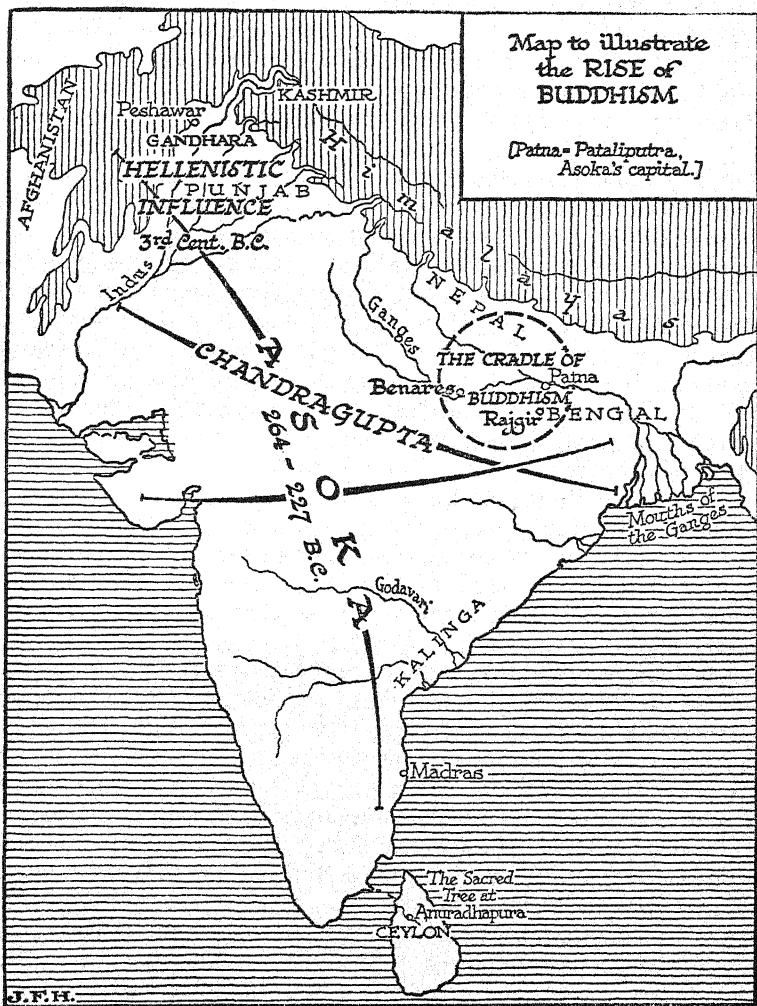 Map to illustrate
the RISE of
BUDDHISM
[Patna = Pataliputra,
Asoka's capital.]
AFGHANISTAN
Peshawar
KASHMIR
GANDHARA
HELLENISTIC
PUNJAB
INFLUENCE
3rd Cent. B.C.
Himalayas
Indus
NEPAL
Ganges
CHANDRAGUPTA
ASOKA
264-227 B.C.
THE CRADLE OF
BUDDHISM
Patna
Benares
Rajgir
BENGAL
Mouths of
the Ganges
Godavari
KALINGA
Madras
The Sacred
Tree at
Anuradhapura
CEYLON
J.F.H.